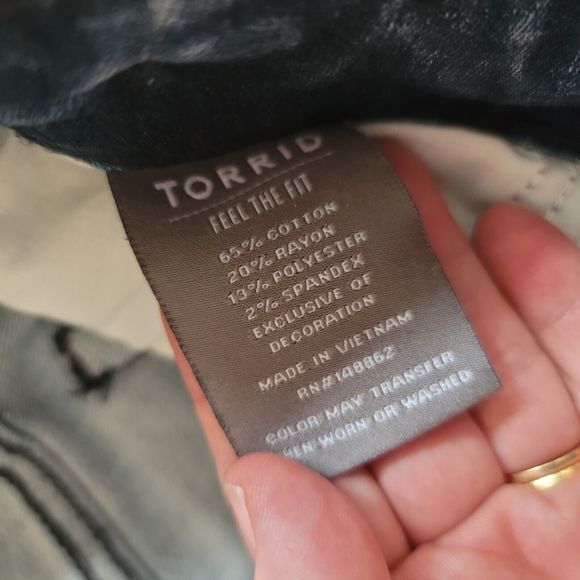 TORRID
FEEL THE FIT
65% COTTON
20% RAYON
13% POLYESTER
2% SPANDEX
EXCLUSIVE OF
DECORATION
MADE IN VIETNAM
RN#148862
COLOR MAY TRANSFER
WHEN WORN OR WASHED